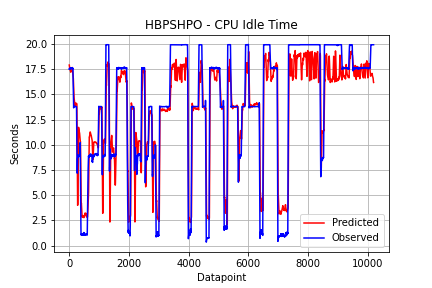 HBPSHPO - CPU Idle Time
20.0
17.5
15.0
12.5
10.0
7.5
5.0
2.5
0.0
Seconds
Predicted
Observed
0 2000 4000 6000 8000 10000
Datapoint